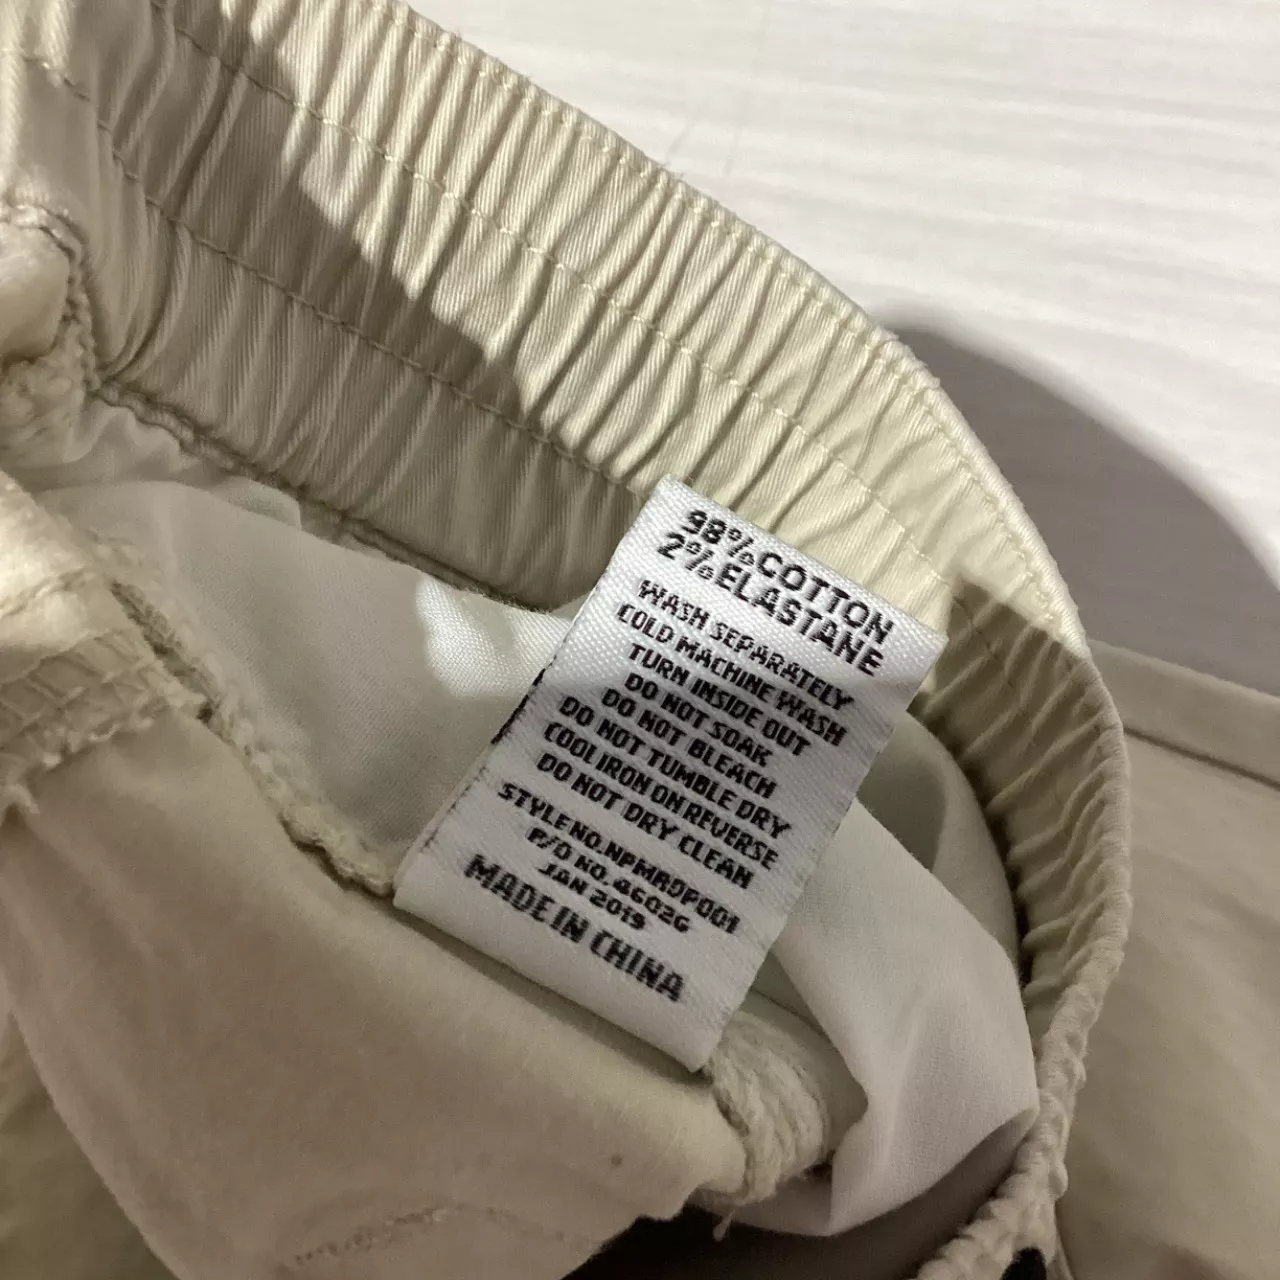 98%COTTON
2%ELASTANE
WASH SEPARATELY
COLD MACHINE WASH
TURN INSIDE OUT
DO NOT SOAK
DO NOT BLEACH
DO NOT TUMBLE DRY
COOL IRON ON REVERSE
DO NOT DRY CLEAN
STYLE NO.NPMRDP001
P/O NO. 4602G
JAN 2019
MADE IN CHINA